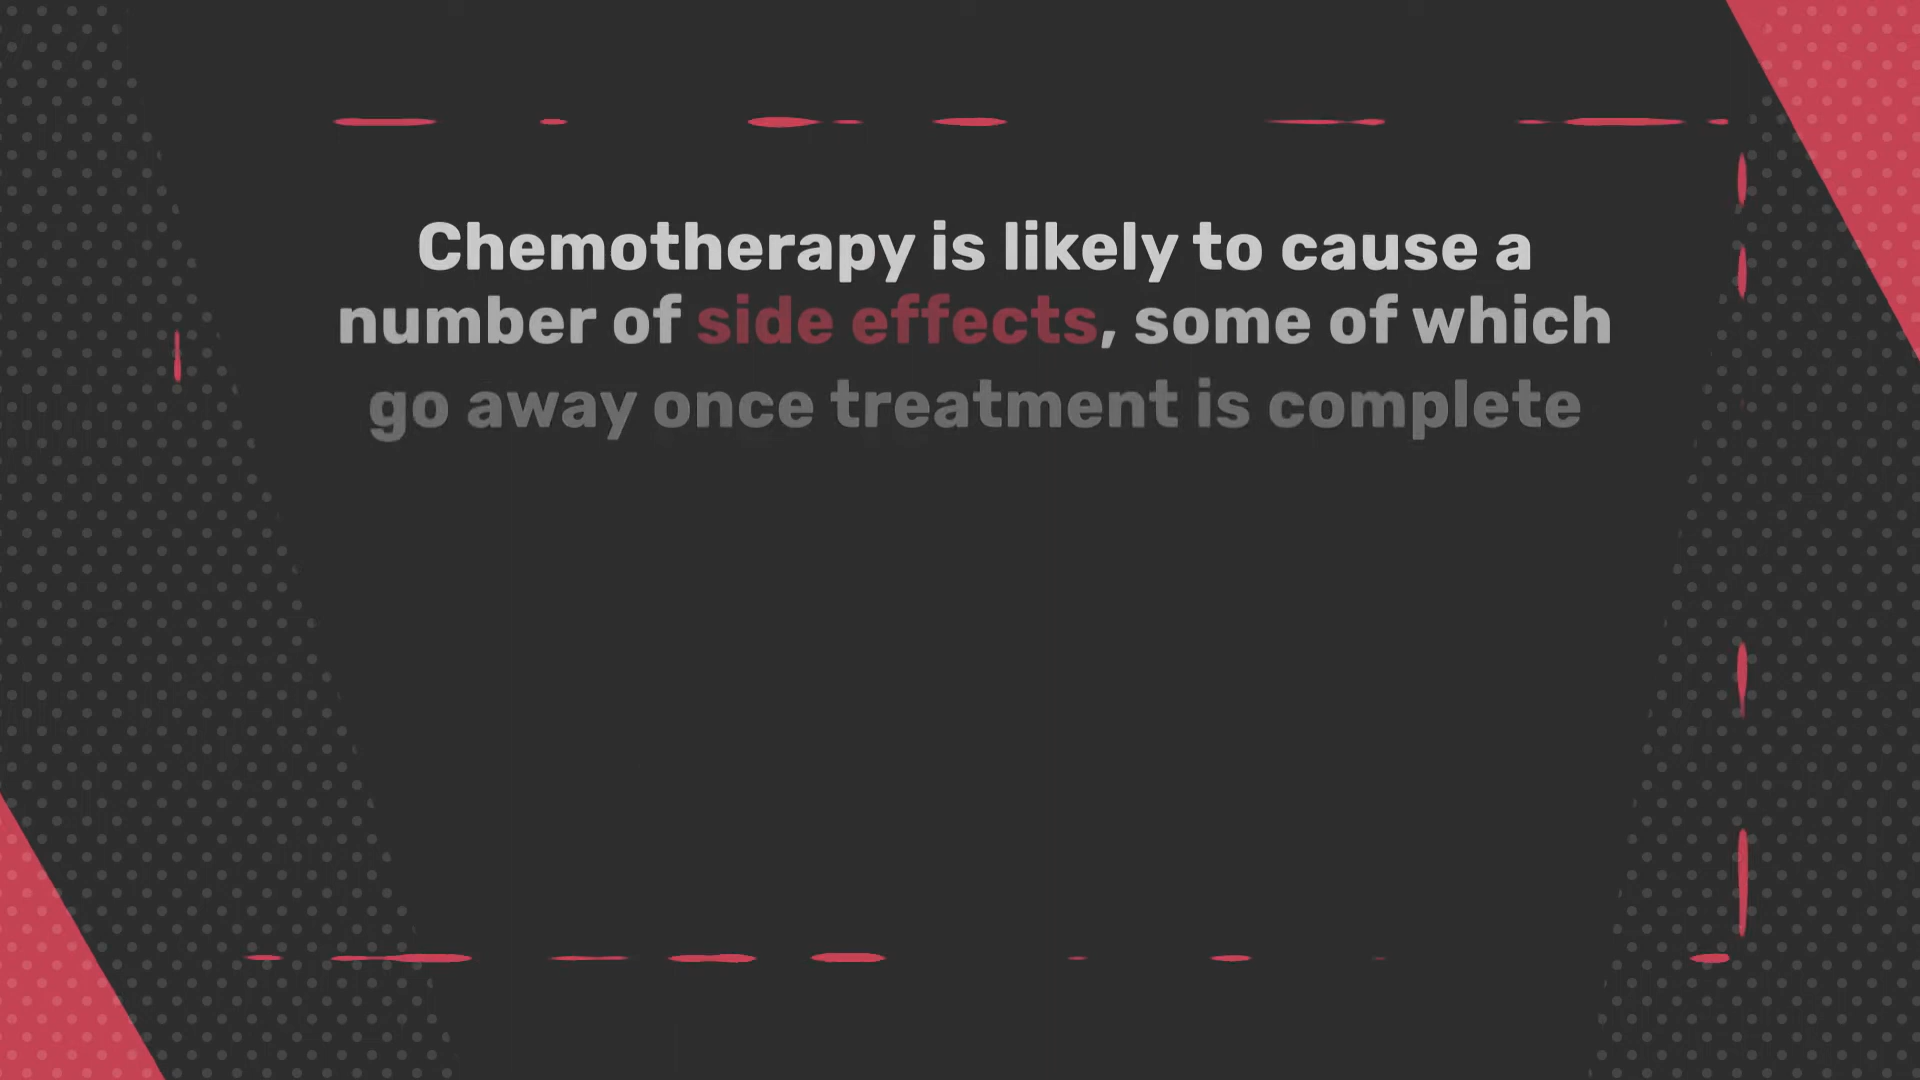 Chemotherapy is likely to cause a
number of side effects, some of which
go away once treatment is complete